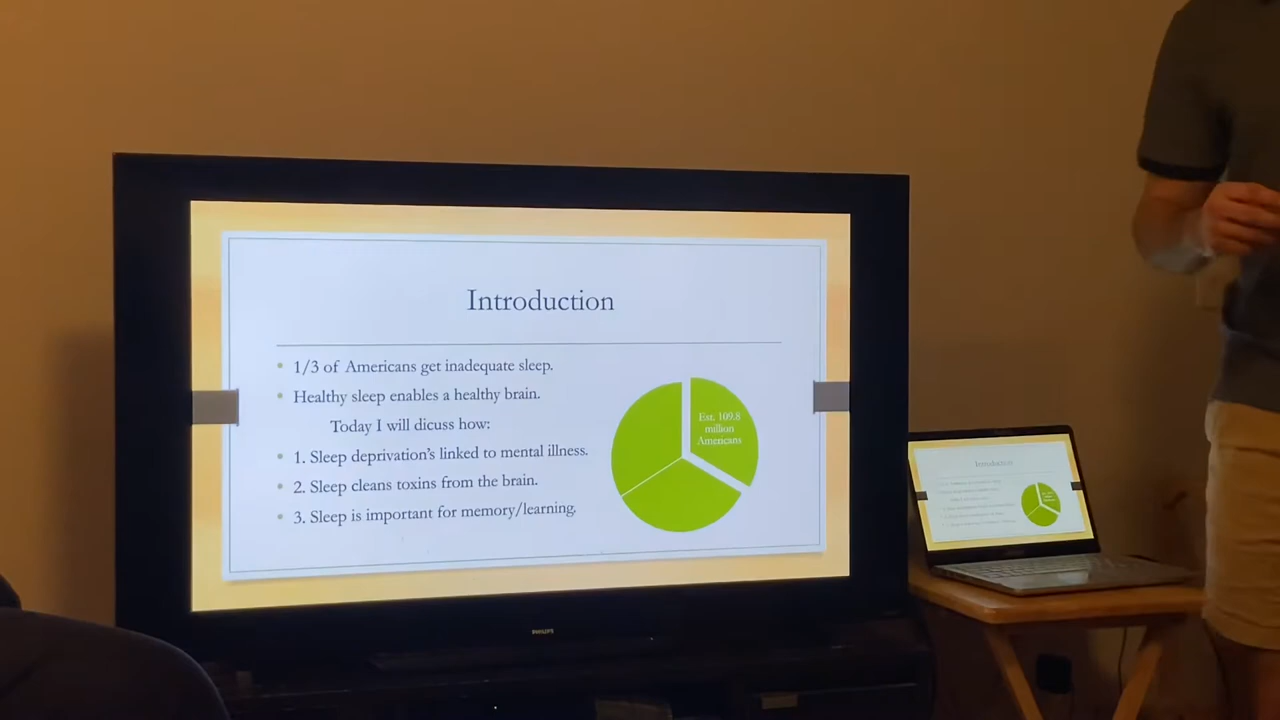 Introduction
1/3 of Americans get inadequate sleep.
Healthy sleep enables a healthy brain.
Today I will dicuss how:
1. Sleep deprivation's linked to mental illness.
2. Sleep cleans toxins from the brain.
3. Sleep is important for memory/learning.
Est. 109.8
million
Americans
PHILIPS
Introduction